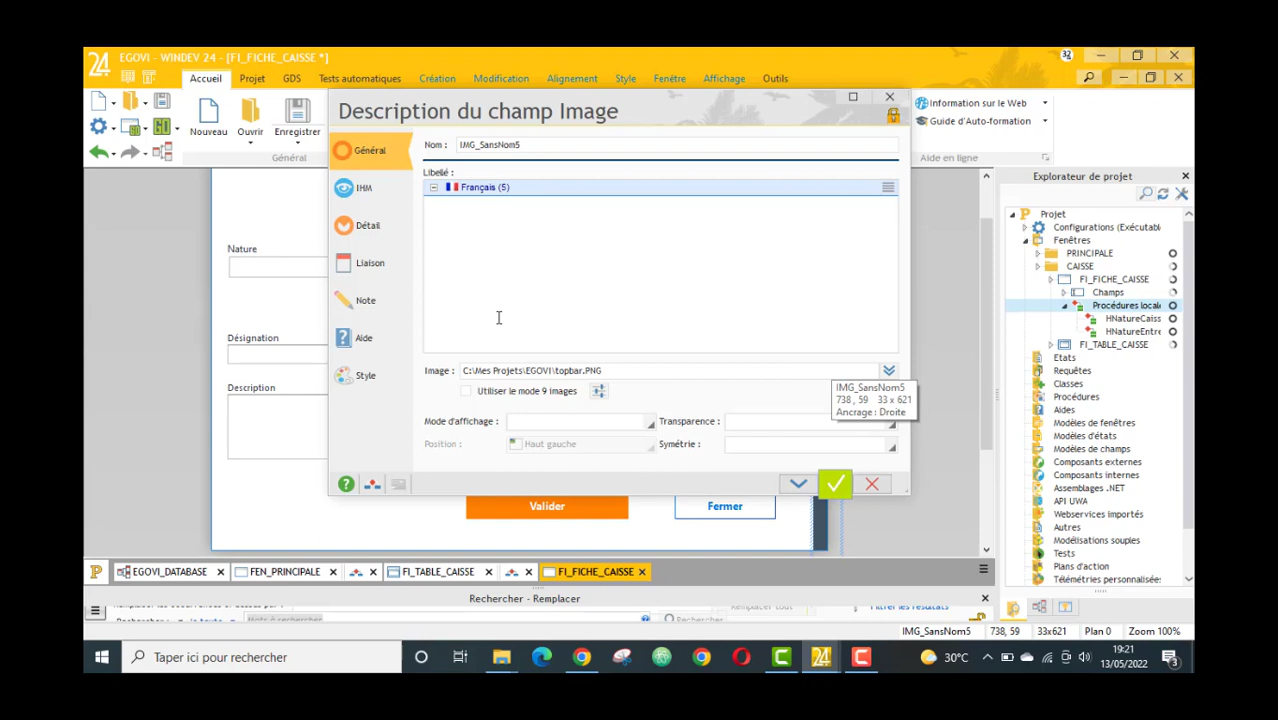 24 EGOVI - WINDEV 24 - [FI_FICHE_CAISSE *]
32
Accueil Projet GDS Tests automatiques Création Modification Alignement Style Fenêtre Affichage Outils
Nouveau Ouvrir Enregistrer
Général
Information sur le Web
Guide d'Auto-formation
Aide en ligne
Description du champ Image
Général
IHM
Détail
Liaison
Note
Aide
Style
Nom : IMG_SansNom5
Libellé :
Français (5)
Image : C:\Mes Projets\EGOVI\topbar.PNG
Utiliser le mode 9 images
IMG_SansNom5
738 , 59 33 x 621
Ancrage : Droite
Mode d'affichage : Transparence :
Position : Haut gauche Symétrie :
Nature
Désignation
Description
Valider Fermer
Explorateur de projet
Projet
Configurations (Exécutabl
Fenêtres
PRINCIPALE
CAISSE
FI_FICHE_CAISSE
Champs
Procédures local
HNatureCaiss
HNatureEntre
FI_TABLE_CAISSE
Etats
Requêtes
Classes
Procédures
Aides
Modèles de fenêtres
Modèles d'états
Modèles de champs
Composants externes
Composants internes
Assemblages .NET
API UWA
Webservices importés
Autres
Modélisations souples
Tests
Plans d'action
Télémétries personnalisée
EGOVI_DATABASE FEN_PRINCIPALE FI_TABLE_CAISSE FI_FICHE_CAISSE
Rechercher - Remplacer
IMG_SansNom5 738, 59 33x621 Plan 0 Zoom 100%
Taper ici pour rechercher
30°C
19:21
13/05/2022
3